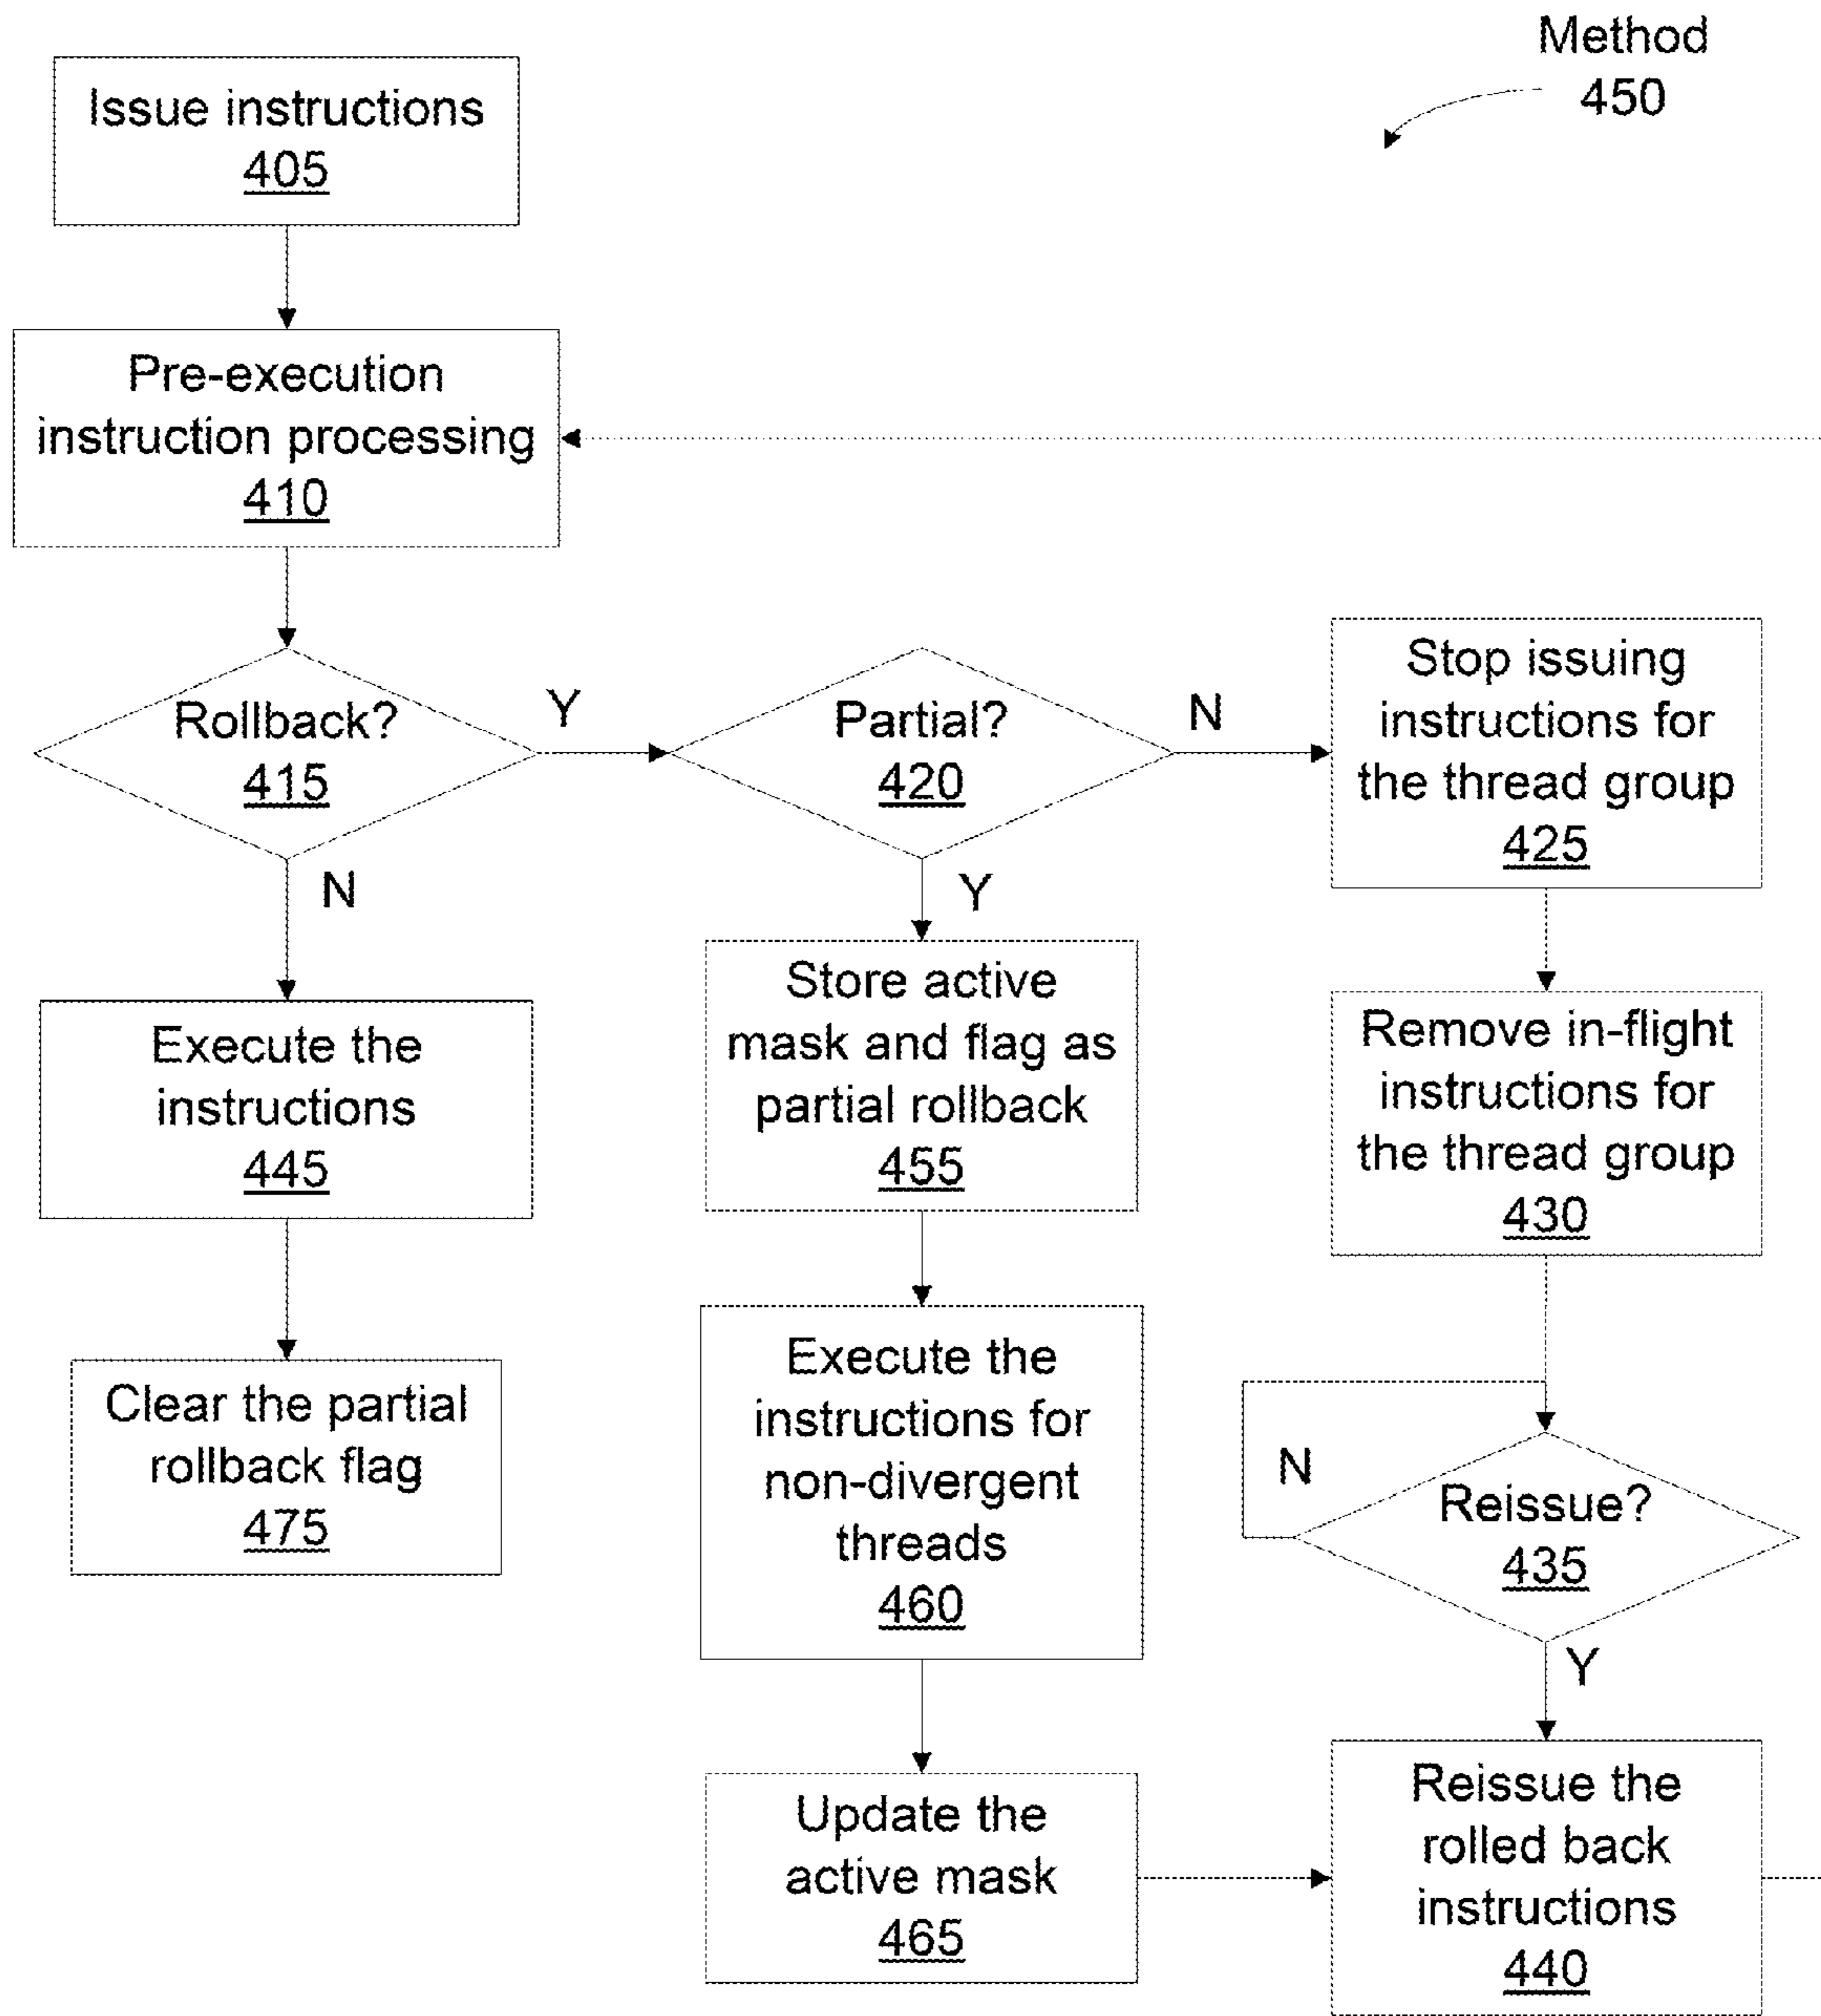 Method
450
Issue instructions
405
Pre-execution
instruction processing
410
Rollback?
415
Y
N
Partial?
420
N
Y
Stop issuing
instructions for
the thread group
425
Execute the
instructions
445
Store active
mask and flag as
partial rollback
455
Remove in-flight
instructions for
the thread group
430
Clear the partial
rollback flag
475
Execute the
instructions for
non-divergent
threads
460
N
Reissue?
435
Y
Update the
active mask
465
Reissue the
rolled back
instructions
440